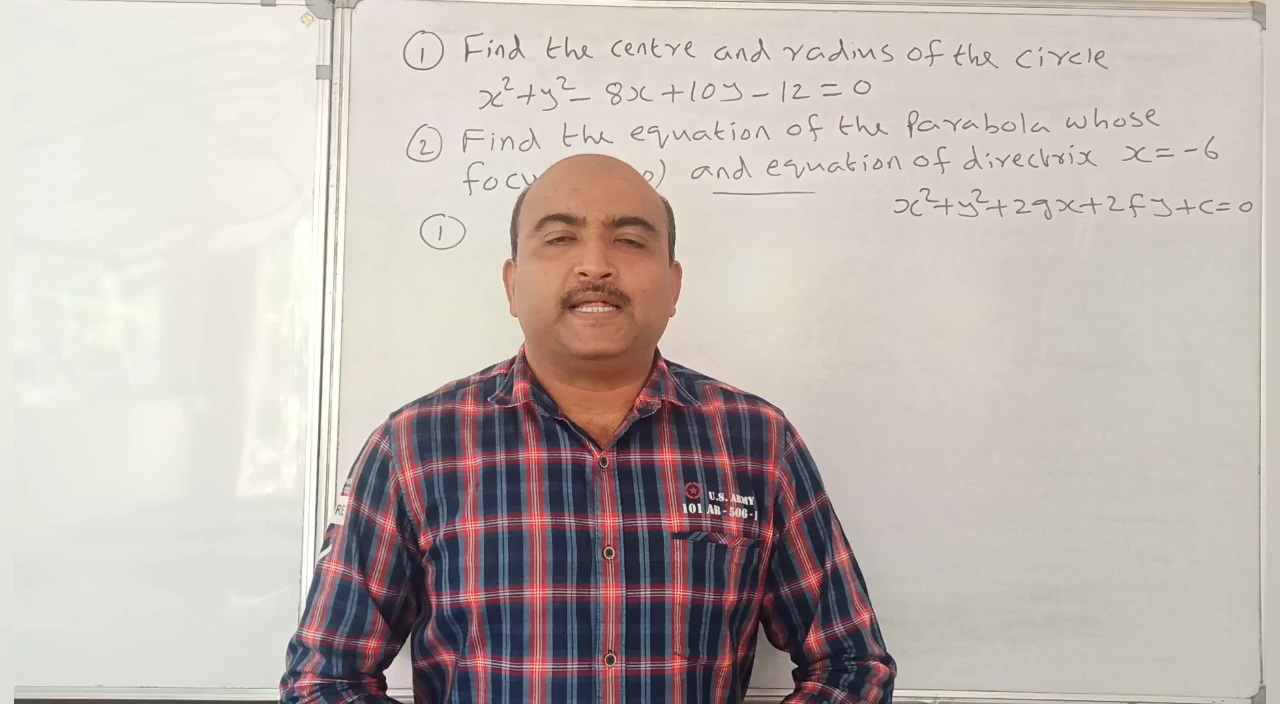 ① Find the centre and radius of the circle
x²+y²- 8x+10y-12=0
② Find the equation of the parabola whose
and equation of directrix x=-6
x²+y²+2gx+2fy+c=0
①
U.S. ARMY
101 AB-506-
RE